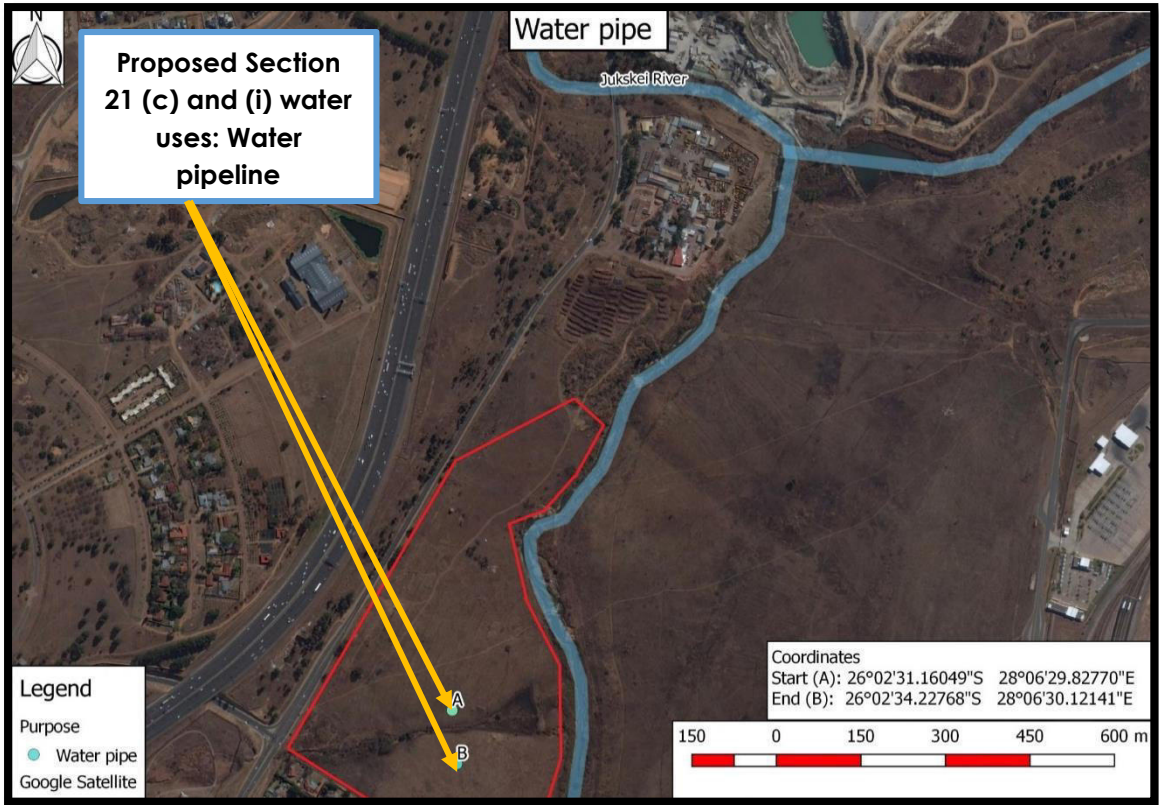 N
Water pipe
Proposed Section
21 (c) and (i) water
uses: Water
pipeline
Jukskei River
A
B
Legend
Purpose
Water pipe
Google Satellite
Coordinates
Start (A): 26°02'31.16049"S 28°06'29.82770"E
End (B): 26°02'34.22768"S 28°06'30.12141"E
150 0 150 300 450 600 m